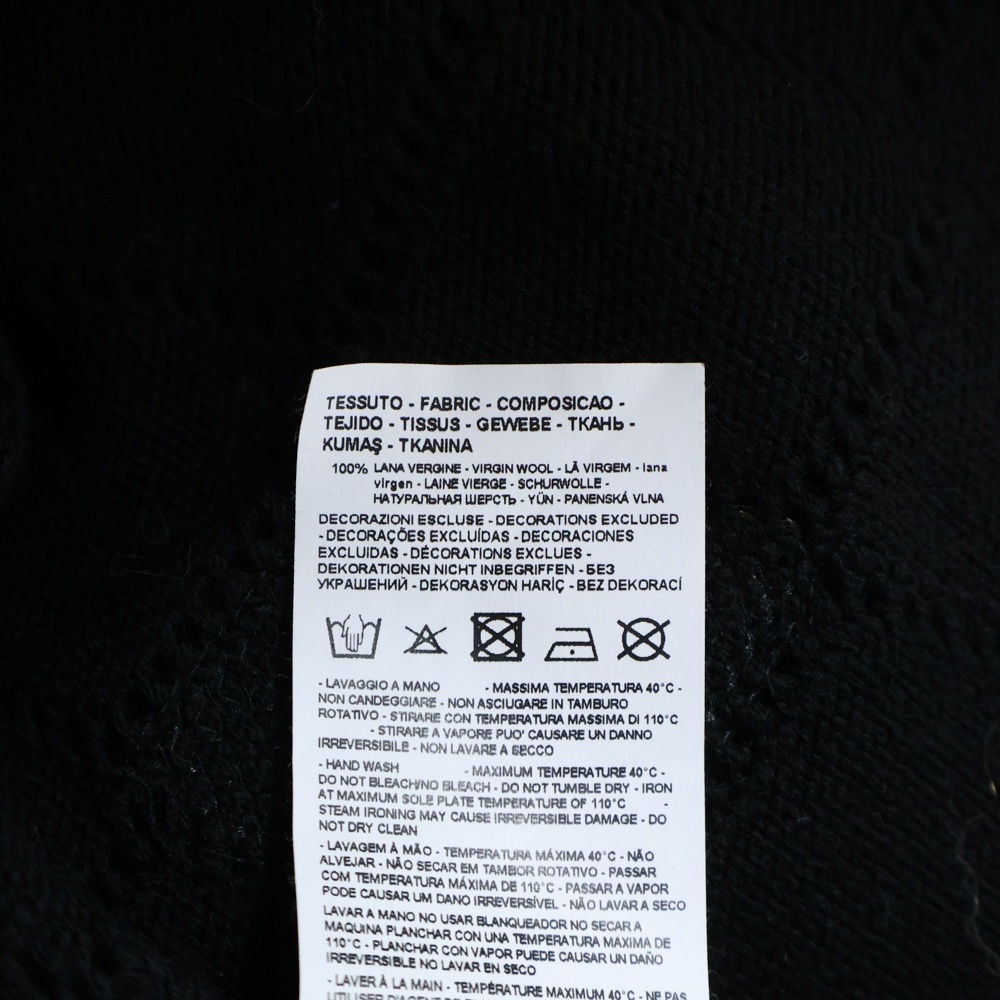 TESSUTO - FABRIC - COMPOSICAO -
TEJIDO - TISSUS - GEWEBE - ТКАНЬ -
KUMAŞ - TKANINA
100% LANA VERGINE - VIRGIN WOOL - LÃ VIRGEM - lana
virgen - LAINE VIERGE - SCHURWOLLE -
НАТУРАЛЬНАЯ ШЕРСТЬ - YÜN - PANENSKÁ VLNA
DECORAZIONI ESCLUSE - DECORATIONS EXCLUDED
- DECORAÇÕES EXCLUÍDAS - DECORACIONES
EXCLUIDAS - DÉCORATIONS EXCLUES -
DEKORATIONEN NICHT INBEGRIFFEN - БЕЗ
УКРАШЕНИЙ - DEKORASYON HARİÇ - BEZ DEKORACÍ
- LAVAGGIO A MANO - MASSIMA TEMPERATURA 40°C -
NON CANDEGGIARE - NON ASCIUGARE IN TAMBURO
ROTATIVO - STIRARE CON TEMPERATURA MASSIMA DI 110°C
- STIRARE A VAPORE PUO' CAUSARE UN DANNO
IRREVERSIBILE - NON LAVARE A SECCO
- HAND WASH - MAXIMUM TEMPERATURE 40°C -
DO NOT BLEACH/NO BLEACH - DO NOT TUMBLE DRY - IRON
AT MAXIMUM SOLE PLATE TEMPERATURE OF 110°C -
STEAM IRONING MAY CAUSE IRREVERSIBLE DAMAGE - DO
NOT DRY CLEAN
- LAVAGEM À MÃO - TEMPERATURA MÁXIMA 40°C - NÃO
ALVEJAR - NÃO SECAR EM TAMBOR ROTATIVO - PASSAR
COM TEMPERATURA MÁXIMA DE 110°C - PASSAR A VAPOR
PODE CAUSAR UM DANO IRREVERSÍVEL - NÃO LAVAR A SECO
LAVAR A MANO NO USAR BLANQUEADOR NO SECAR A
MAQUINA PLANCHAR CON UNA TEMPERATURA MAXIMA DE
110°C - PLANCHAR CON VAPOR PUEDE CAUSAR UN DAÑO
IRREVERSIBLE NO LAVAR EN SECO
- LAVER À LA MAIN - TEMPÉRATURE MAXIMUM 40°C - NE PAS
UTILISER D'AGENT DE